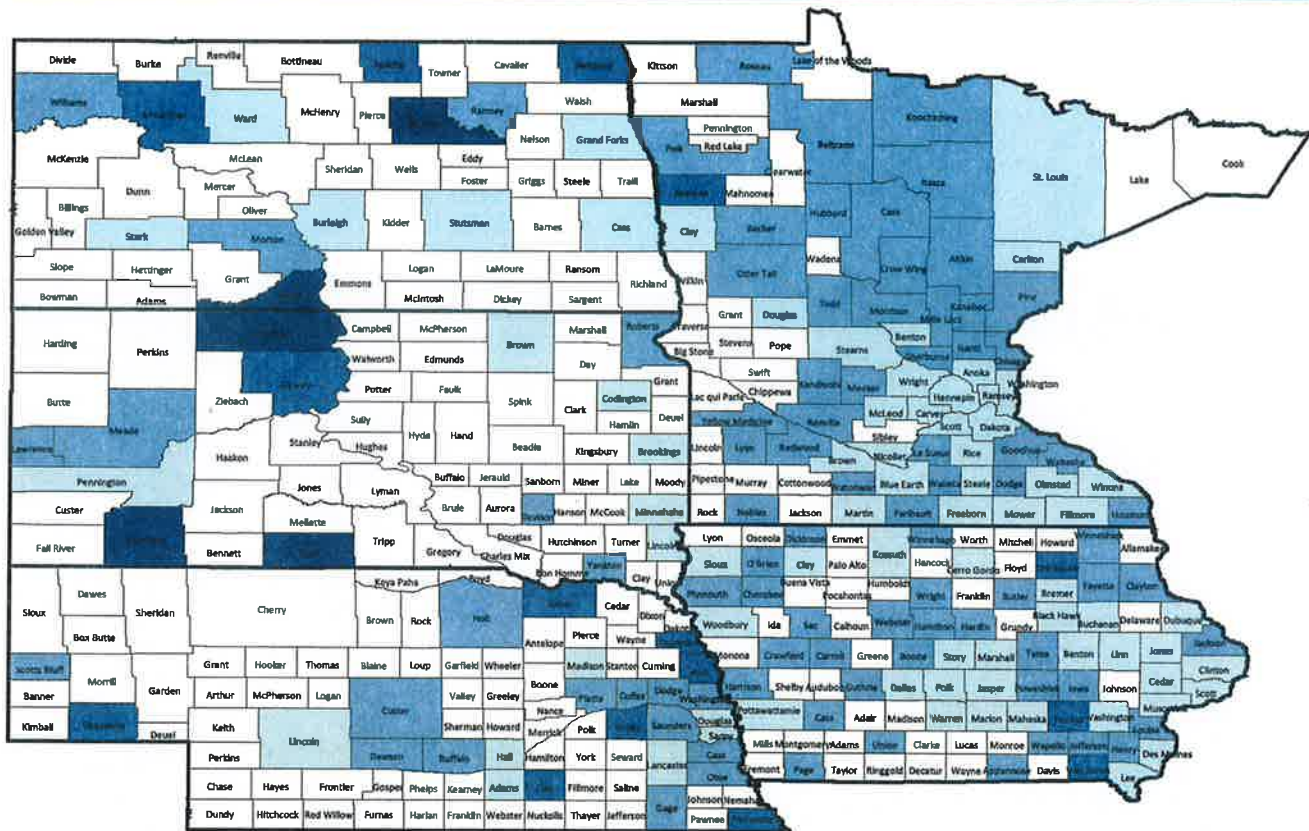 Divide
Burke
Renville
Bottineau
Rolette
Towner
Cavalier
Pembina
Kittson
Roseau
Lake of the Woods
Williams
Mountrail
Ward
McHenry
Pierce
Ramsey
Walsh
Marshall
Koochiching
Nelson
Grand Forks
Polk
Pennington
Red Lake
Beltrami
Clearwater
Itasca
St. Louis
Lake
Cook
McKenzie
McLean
Sheridan
Wells
Eddy
Foster
Griggs
Steele
Traill
Norman
Mahnomen
Dunn
Mercer
Oliver
Billings
Golden Valley
Stark
Morton
Burleigh
Kidder
Stutsman
Barnes
Cass
Clay
Becker
Hubbard
Cass
Wadena
Crow Wing
Aitkin
Carlton
Slope
Hettinger
Grant
Emmons
Logan
LaMoure
Ransom
Richland
Wilkin
Otter Tail
Bowman
Adams
McIntosh
Dickey
Sargent
Todd
Morrison
Mille Lacs
Kanabec
Pine
Harding
Perkins
Campbell
McPherson
Brown
Marshall
Roberts
Traverse
Grant
Douglas
Walworth
Edmunds
Day
Big Stone
Stevens
Pope
Stearns
Benton
Sherburne
Isanti
Butte
Ziebach
Dewey
Potter
Faulk
Spink
Clark
Codington
Grant
Swift
Kandiyohi
Meeker
Wright
Anoka
Washington
Hennepin
Ramsey
Lac qui Parle
Chippewa
Meade
Lawrence
Sully
Hyde
Hand
Hamlin
Deuel
Yellow Medicine
Renville
McLeod
Carver
Scott
Dakota
Sibley
Haakon
Stanley
Hughes
Beadle
Kingsbury
Brookings
Lincoln
Lyon
Redwood
Brown
Nicollet
Le Sueur
Rice
Goodhue
Wabasha
Pennington
Jones
Lyman
Buffalo
Jerauld
Sanborn
Miner
Lake
Moody
Pipestone
Murray
Cottonwood
Watonwan
Blue Earth
Waseca
Steele
Dodge
Olmsted
Winona
Custer
Jackson
Mellette
Brule
Aurora
Davison
Hanson
McCook
Minnehaha
Rock
Nobles
Jackson
Martin
Faribault
Freeborn
Mower
Fillmore
Houston
Fall River
Bennett
Tripp
Gregory
Douglas
Charles Mix
Hutchinson
Turner
Lincoln
Bon Homme
Yankton
Clay
Union
Lyon
Osceola
Dickinson
Emmet
Kossuth
Winnebago
Worth
Mitchell
Howard
Winneshiek
Allamakee
Sioux
O'Brien
Clay
Palo Alto
Hancock
Cerro Gordo
Floyd
Chickasaw
Sioux
Dawes
Sheridan
Cherry
Keya Paha
Boyd
Brown
Rock
Holt
Knox
Cedar
Dixon
Dakota
Plymouth
Cherokee
Buena Vista
Pocahontas
Humboldt
Wright
Franklin
Butler
Bremer
Fayette
Clayton
Box Butte
Antelope
Pierce
Wayne
Woodbury
Ida
Sac
Calhoun
Webster
Hamilton
Hardin
Grundy
Black Hawk
Buchanan
Delaware
Dubuque
Scotts Bluff
Morrill
Garden
Grant
Hooker
Thomas
Blaine
Loup
Garfield
Wheeler
Boone
Madison
Stanton
Cuming
Monona
Crawford
Carroll
Greene
Boone
Story
Marshall
Tama
Benton
Linn
Jones
Jackson
Banner
Arthur
McPherson
Logan
Custer
Valley
Greeley
Nance
Platte
Colfax
Dodge
Washington
Harrison
Shelby
Audubon
Guthrie
Dallas
Polk
Jasper
Poweshiek
Iowa
Johnson
Cedar
Clinton
Scott
Kimball
Cheyenne
Deuel
Keith
Lincoln
Sherman
Howard
Merrick
Polk
Butler
Saunders
Douglas
Sarpy
Pottawattamie
Cass
Adair
Madison
Warren
Marion
Mahaska
Keokuk
Washington
Louisa
Perkins
Dawson
Buffalo
Hall
Hamilton
York
Seward
Lancaster
Cass
Otoe
Mills
Montgomery
Adams
Union
Clarke
Lucas
Monroe
Wapello
Jefferson
Henry
Des Moines
Chase
Hayes
Frontier
Gosper
Phelps
Kearney
Adams
Clay
Fillmore
Saline
Gage
Johnson
Nemaha
Fremont
Page
Taylor
Ringgold
Decatur
Wayne
Appanoose
Davis
Van Buren
Lee
Dundy
Hitchcock
Red Willow
Furnas
Harlan
Franklin
Webster
Nuckolls
Thayer
Jefferson
Pawnee